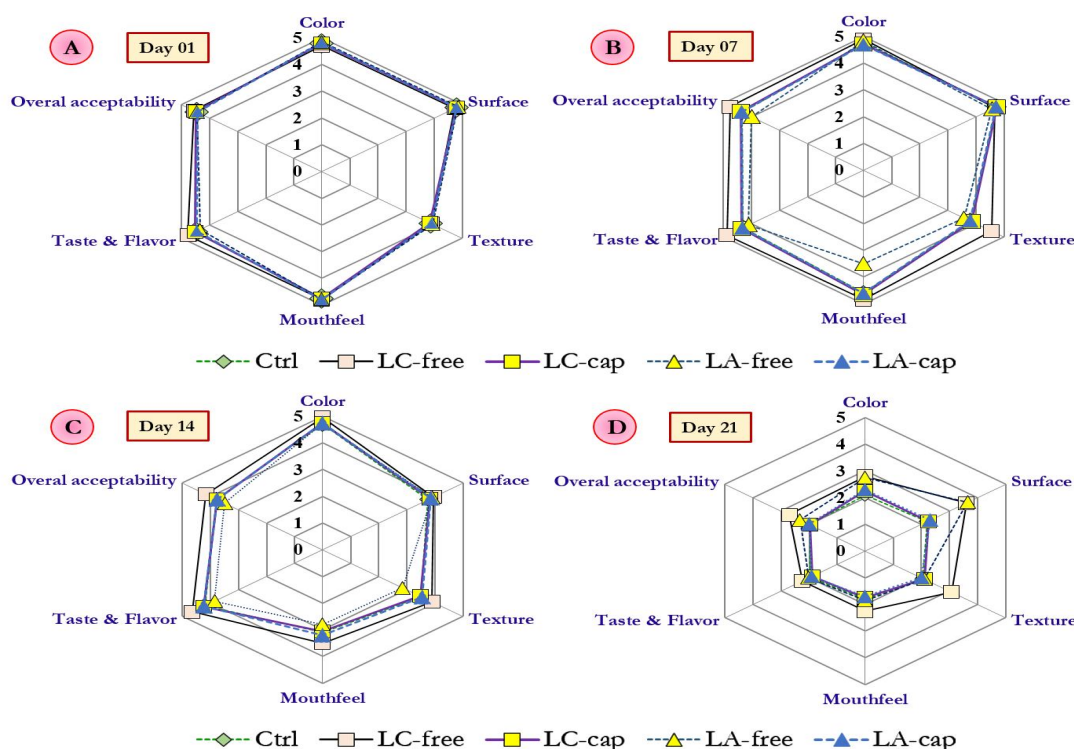 A
Day 01
Color
5
4
3
2
1
0
Surface
Texture
Mouthfeel
Taste & Flavor
Overal acceptability
B
Day 07
Color
5
4
3
2
1
0
Surface
Texture
Mouthfeel
Taste & Flavor
Overal acceptability
Ctrl LC-free LC-cap LA-free LA-cap
C
Day 14
Color
5
4
3
2
1
0
Surface
Texture
Mouthfeel
Taste & Flavor
Overal acceptability
D
Day 21
Color
5
4
3
2
1
0
Surface
Texture
Mouthfeel
Taste & Flavor
Overal acceptability
Ctrl LC-free LC-cap LA-free LA-cap